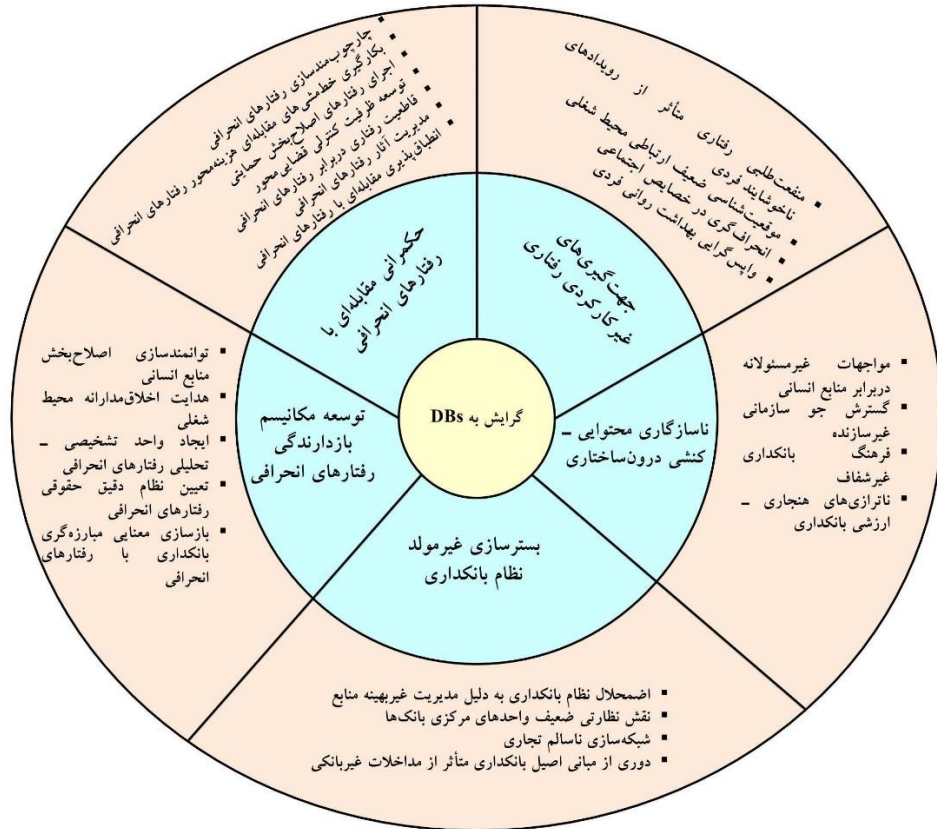 گرایش به DBs
جهت‌گیری‌های
غیرکارکردی رفتاری
منفعت‌طلبی رفتاری متأثر از رویدادهای
ناخوشایند فردی
موقعیت‌شناسی ضعیف ارتباطی محیط شغلی
انحراف‌گری در خصایص اجتماعی
واپس‌گرایی بهداشت روانی فردی
ناسازگاری محتوایی –
کنشی درون‌ساختاری
مواجهات غیرمسئولانه
دربرابر منابع انسانی
گسترش جو سازمانی
غیرسازنده
فرهنگ بانکداری
غیرشفاف
ناترازی‌های هنجاری –
ارزشی بانکداری
بسترسازی غیرمولد
نظام بانکداری
اضمحلال نظام بانکداری به دلیل مدیریت غیربهینه منابع
نقش نظارتی ضعیف واحدهای مرکزی بانک‌ها
شبکه‌سازی ناسالم تجاری
دوری از مبانی اصیل بانکداری متأثر از مداخلات غیربانکی
توسعه مکانیسم
بازدارندگی
رفتارهای انحرافی
توانمندسازی اصلاح‌بخش
منابع انسانی
هدایت اخلاق‌مدارانه محیط
شغلی
ایجاد واحد تشخیصی –
تحلیلی رفتارهای انحرافی
تعیین نظام دقیق حقوقی
رفتارهای انحرافی
بازسازی معنایی مبارزه‌گری
بانکداری با رفتارهای
انحرافی
حکمرانی مقابله‌ای با
رفتارهای انحرافی
چارچوب‌مندسازی رفتارهای انحرافی
بکارگیری خط‌مشی‌های مقابله‌ای هزینه‌محور رفتارهای انحرافی
اجرای رفتارهای اصلاح‌بخش حمایتی
توسعه ظرفیت کنترلی قضایی‌محور
قاطعیت رفتاری دربرابر رفتارهای انحرافی
مدیریت آثار رفتارهای انحرافی
انطباق‌پذیری مقابله‌ای با رفتارهای انحرافی